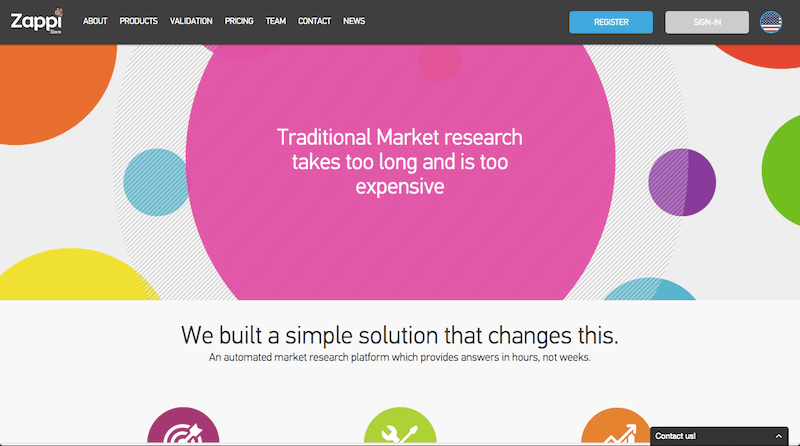 Zappi
Store
ABOUT PRODUCTS VALIDATION PRICING TEAM CONTACT NEWS
REGISTER
SIGN-IN
Traditional Market research
takes too long and is too
expensive
We built a simple solution that changes this.
An automated market research platform which provides answers in hours, not weeks.
Contact us!